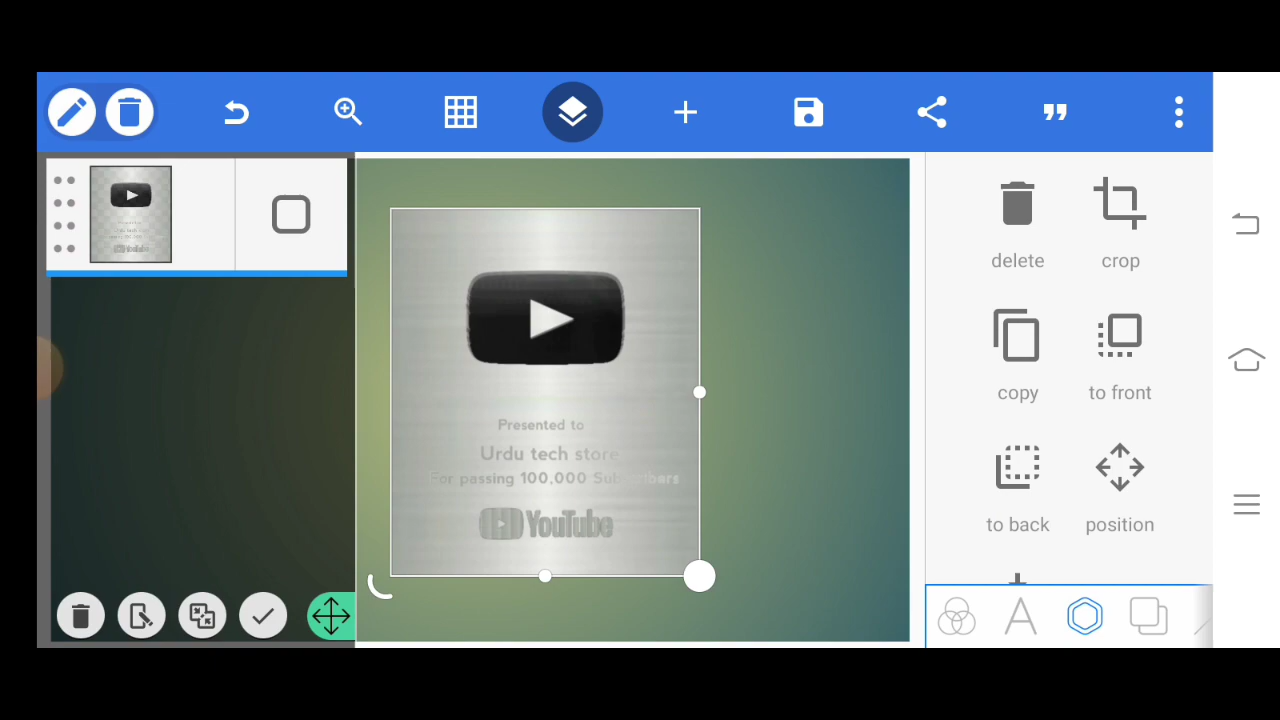 delete
crop
copy
to front
to back
position
Presented to
Urdu tech store
For passing 100,000 Subscribers
YouTube